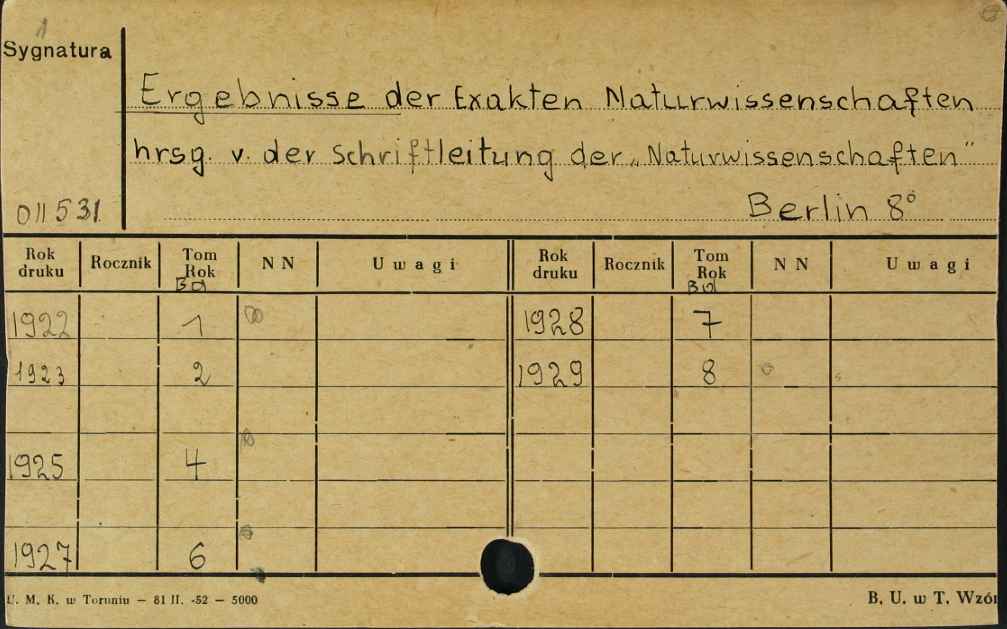 Sygnatura
Ergebnisse der Exakten Naturwissenschaften
hrsg. v. der Schriftleitung der „Naturwissenschaften"
011531 Berlin 8°
Rok druku Rocznik Tom Rok Bd N N Uwagi Rok druku Rocznik Tom Rok Bd N N Uwagi
1922 1 1928 7
1923 2 1929 8
1925 4
1927 6
U. M. K. w Toruniu — 81 II. -52 — 5000 B. U. w T. Wzór